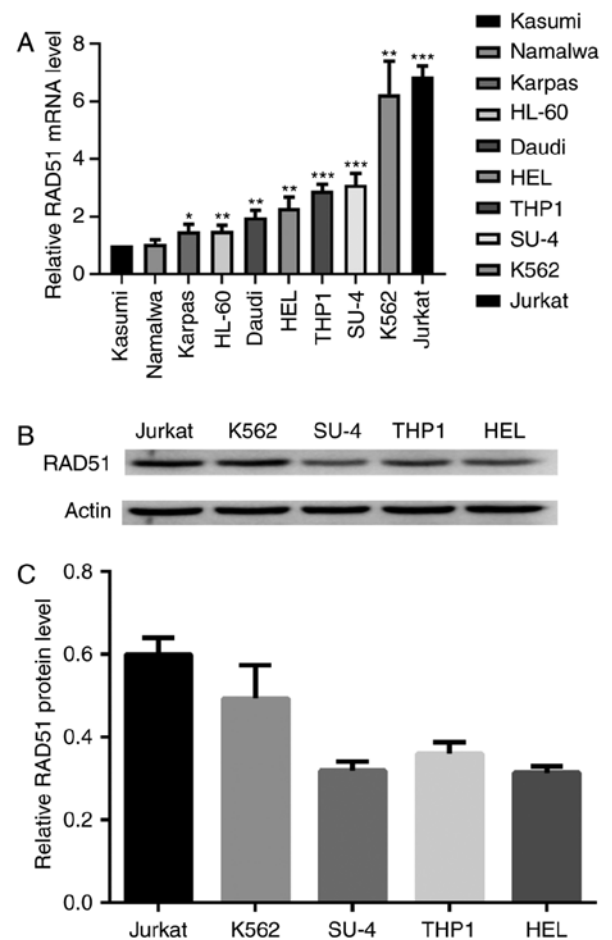 A
Relative RAD51 mRNA level
8
6
4
2
0
*
**
**
**
***
***
**
***
Kasumi
Namalwa
Karpas
HL-60
Daudi
HEL
THP1
SU-4
K562
Jurkat
Kasumi
Namalwa
Karpas
HL-60
Daudi
HEL
THP1
SU-4
K562
Jurkat
B
Jurkat K562 SU-4 THP1 HEL
RAD51
Actin
C
Relative RAD51 protein level
0.8
0.6
0.4
0.2
0.0
Jurkat K562 SU-4 THP1 HEL